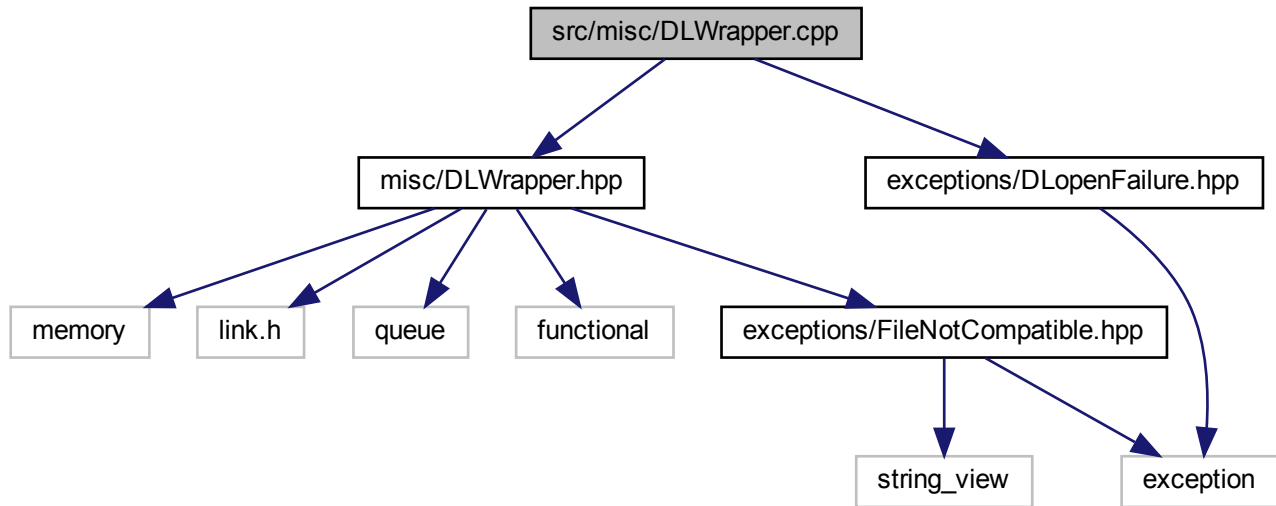 src/misc/DLWrapper.cpp
misc/DLWrapper.hpp
exceptions/DLopenFailure.hpp
memory
link.h
queue
functional
exceptions/FileNotCompatible.hpp
string_view
exception